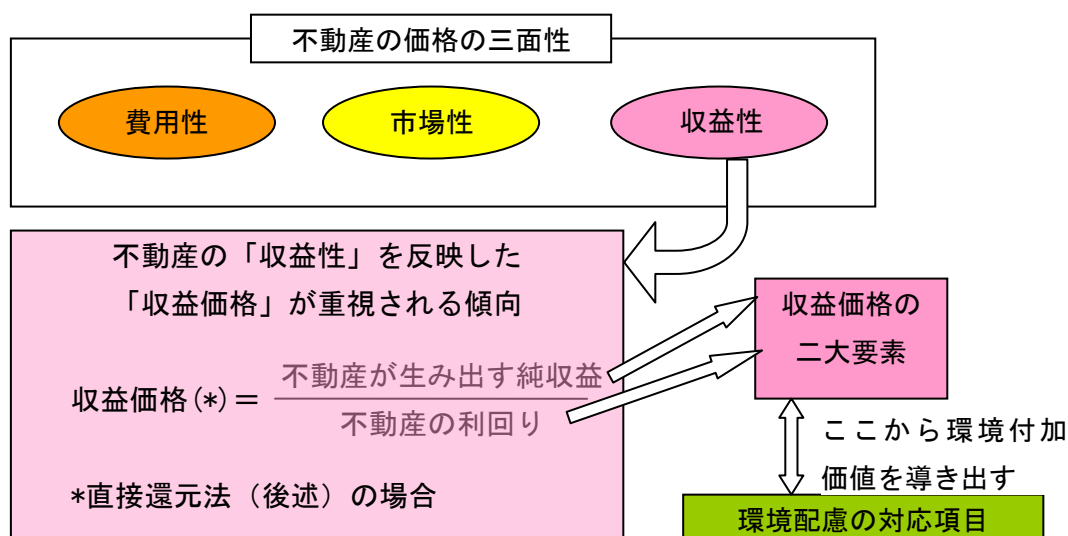 不動産の価格の三面性
費用性
市場性
収益性
不動産の「収益性」を反映した
「収益価格」が重視される傾向
収益価格(*)＝
不動産が生み出す純収益
不動産の利回り
*直接還元法（後述）の場合
収益価格の
二大要素
ここから環境付加
価値を導き出す
環境配慮の対応項目